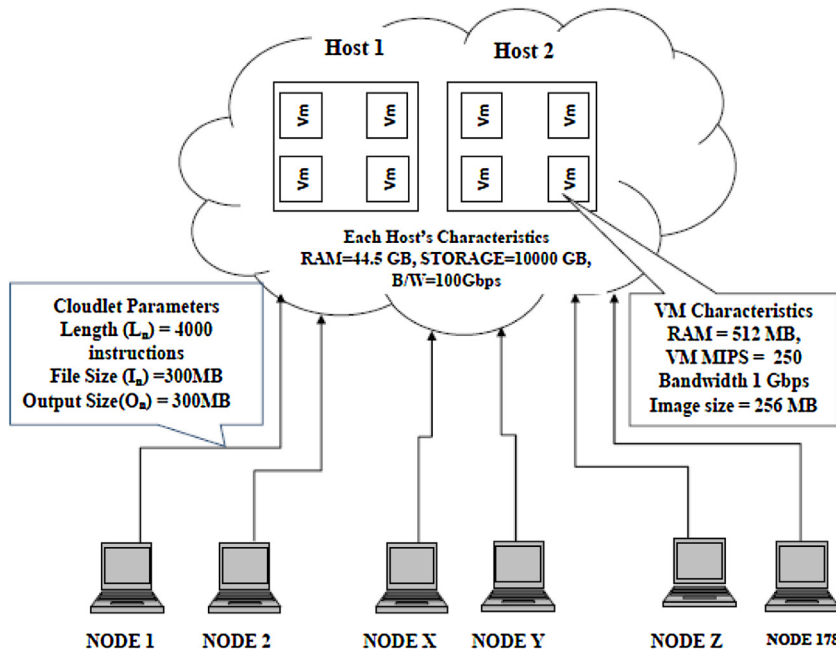 Host 1
Host 2
Vm
Vm
Vm
Vm
Vm
Vm
Vm
Vm
Each Host's Characteristics
RAM=44.5 GB, STORAGE=10000 GB,
B/W=100Gbps
Cloudlet Parameters
Length (Lₙ) = 4000
instructions
File Size (Iₙ) =300MB
Output Size(Oₙ) = 300MB
VM Characteristics
RAM = 512 MB,
VM MIPS = 250
Bandwidth 1 Gbps
Image size = 256 MB
NODE 1
NODE 2
NODE X
NODE Y
NODE Z
NODE 178